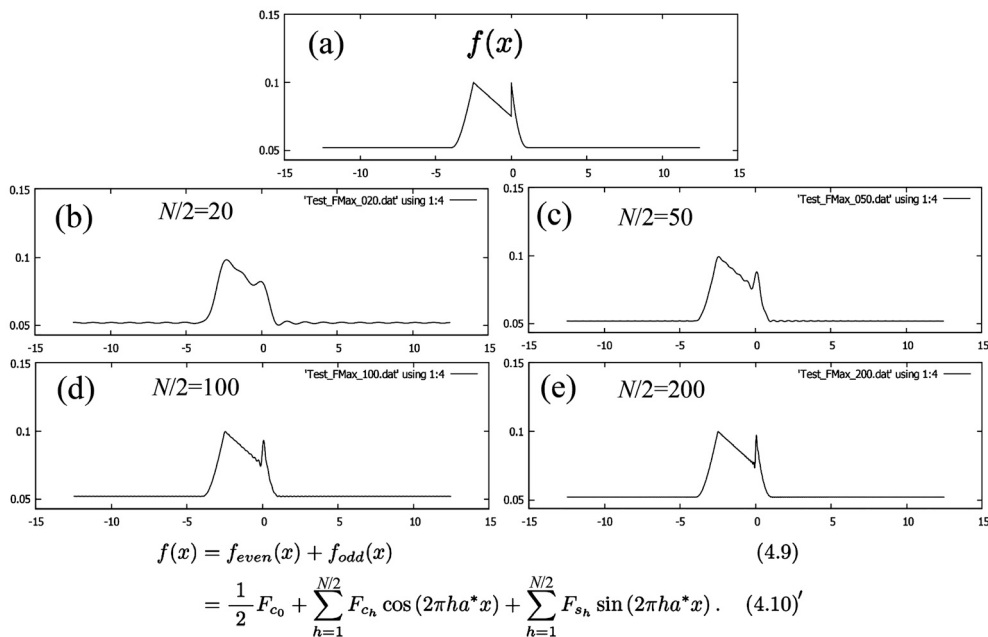 (a) f(x)
0.15
0.1
0.05
-15 -10 -5 0 5 10 15
(b) N/2=20 'Test_FMax_020.dat' using 1:4
0.15
0.1
0.05
-15 -10 -5 0 5 10 15
(c) N/2=50 'Test_FMax_050.dat' using 1:4
0.15
0.1
0.05
-15 -10 -5 0 5 10 15
(d) N/2=100 'Test_FMax_100.dat' using 1:4
0.15
0.1
0.05
-15 -10 -5 0 5 10 15
(e) N/2=200 'Test_FMax_200.dat' using 1:4
0.15
0.1
0.05
-15 -10 -5 0 5 10 15
f(x) = f_{even}(x) + f_{odd}(x) (4.9)
= \frac{1}{2} F_{c_0} + \sum_{h=1}^{N/2} F_{c_h} \cos (2πha^*x) + \sum_{h=1}^{N/2} F_{s_h} \sin (2πha^*x) . (4.10)′